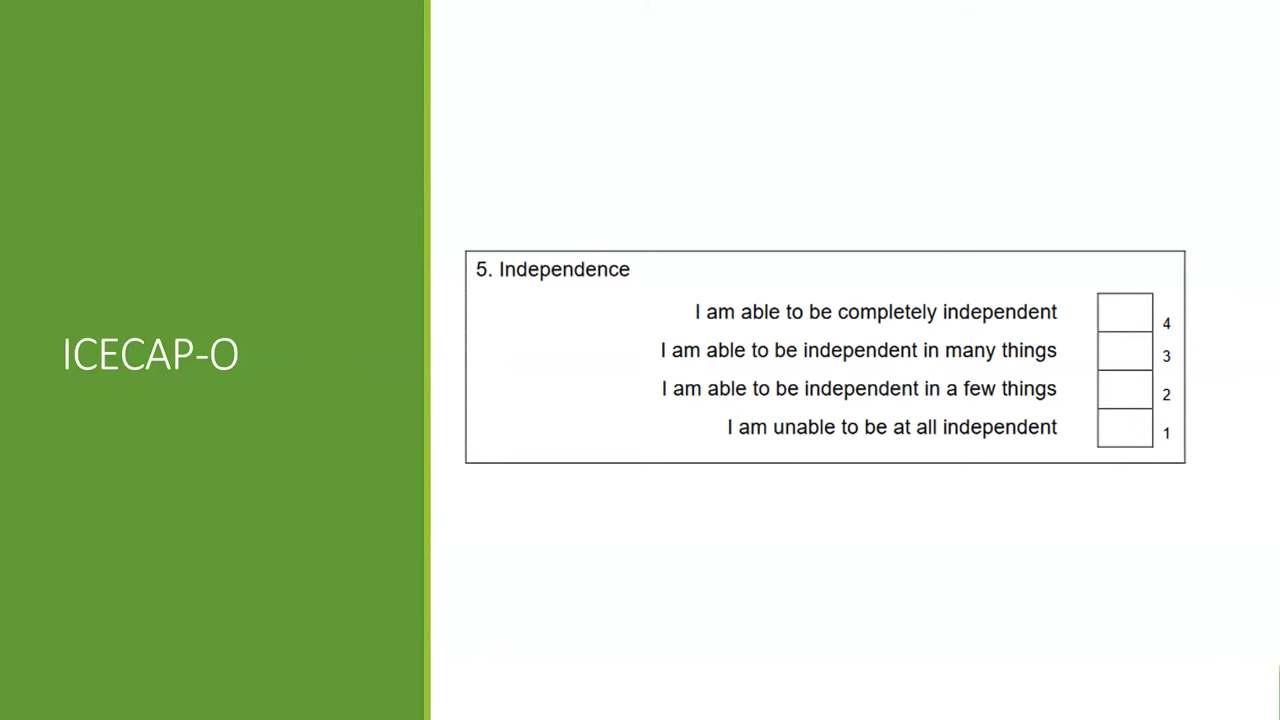 ICECAP-O
5. Independence
I am able to be completely independent 4
I am able to be independent in many things 3
I am able to be independent in a few things 2
I am unable to be at all independent 1